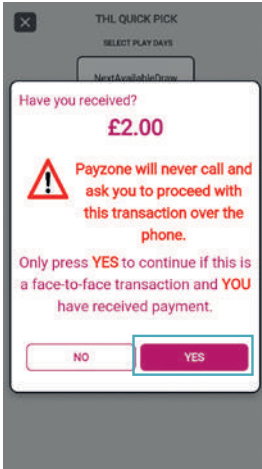 THL QUICK PICK
SELECT PLAY DAYS
NextAvailableDraw
Have you received?
£2.00
Payzone will never call and
ask you to proceed with
this transaction over the
phone.
Only press YES to continue if this is
a face-to-face transaction and YOU
have received payment.
NO
YES